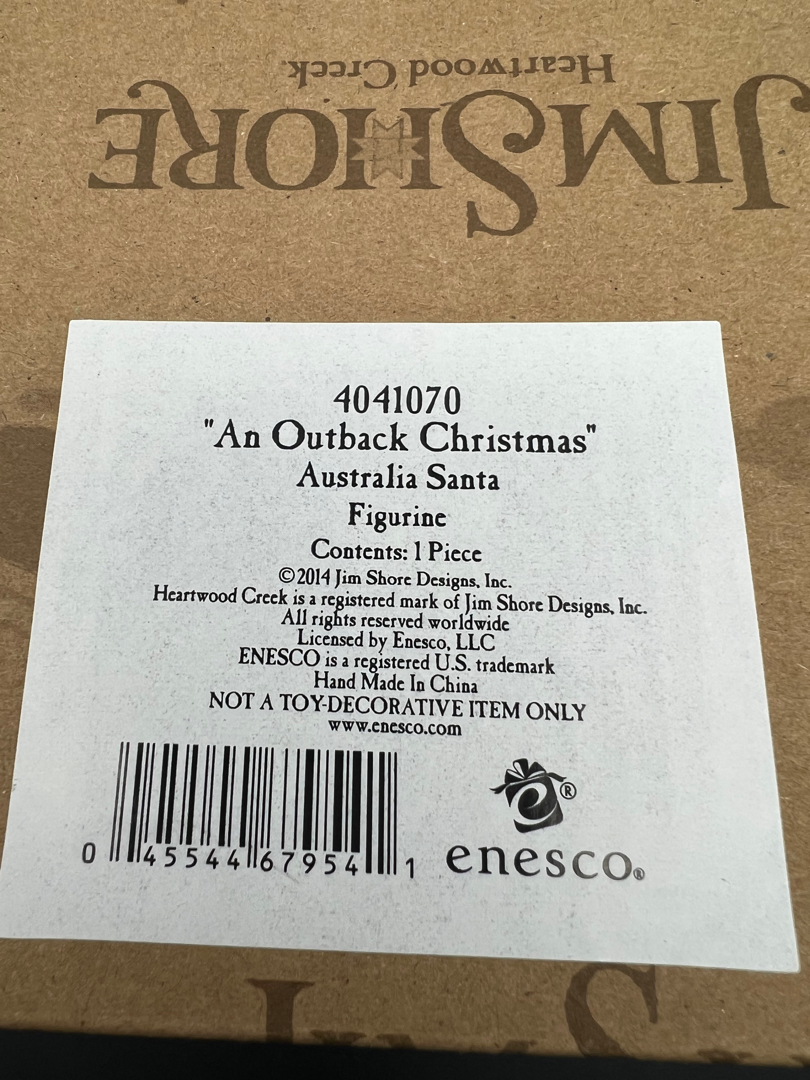 Heartwood Creek
JIM SHORE
4041070
"An Outback Christmas"
Australia Santa
Figurine
Contents: 1 Piece
©2014 Jim Shore Designs, Inc.
Heartwood Creek is a registered mark of Jim Shore Designs, Inc.
All rights reserved worldwide
Licensed by Enesco, LLC
ENESCO is a registered U.S. trademark
Hand Made In China
NOT A TOY-DECORATIVE ITEM ONLY
www.enesco.com
0 45544 67954 1
e®
enesco®